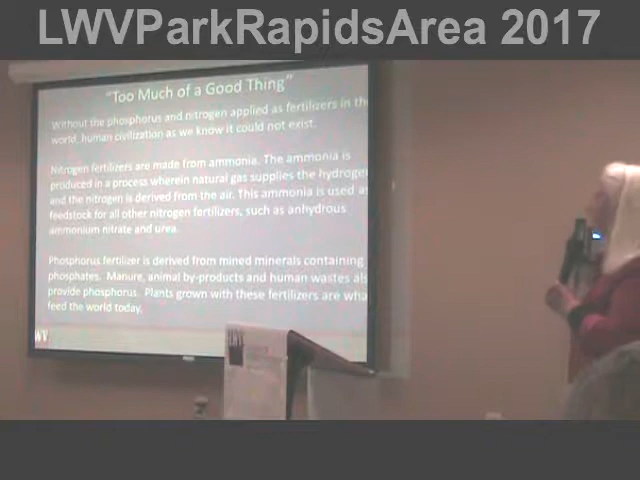 LWVParkRapidsArea 2017
“Too Much of a Good Thing”
Without the phosphorus and nitrogen applied as fertilizers in the
world, human civilization as we know it could not exist.
Nitrogen fertilizers are made from ammonia. The ammonia is
produced in a process wherein natural gas supplies the hydrogen
and the nitrogen is derived from the air. This ammonia is used as
feedstock for all other nitrogen fertilizers, such as anhydrous
ammonium nitrate and urea.
Phosphorus fertilizer is derived from mined minerals containing
phosphates. Manure, animal by-products and human wastes als
provide phosphorus. Plants grown with these fertilizers are wha
feed the world today.